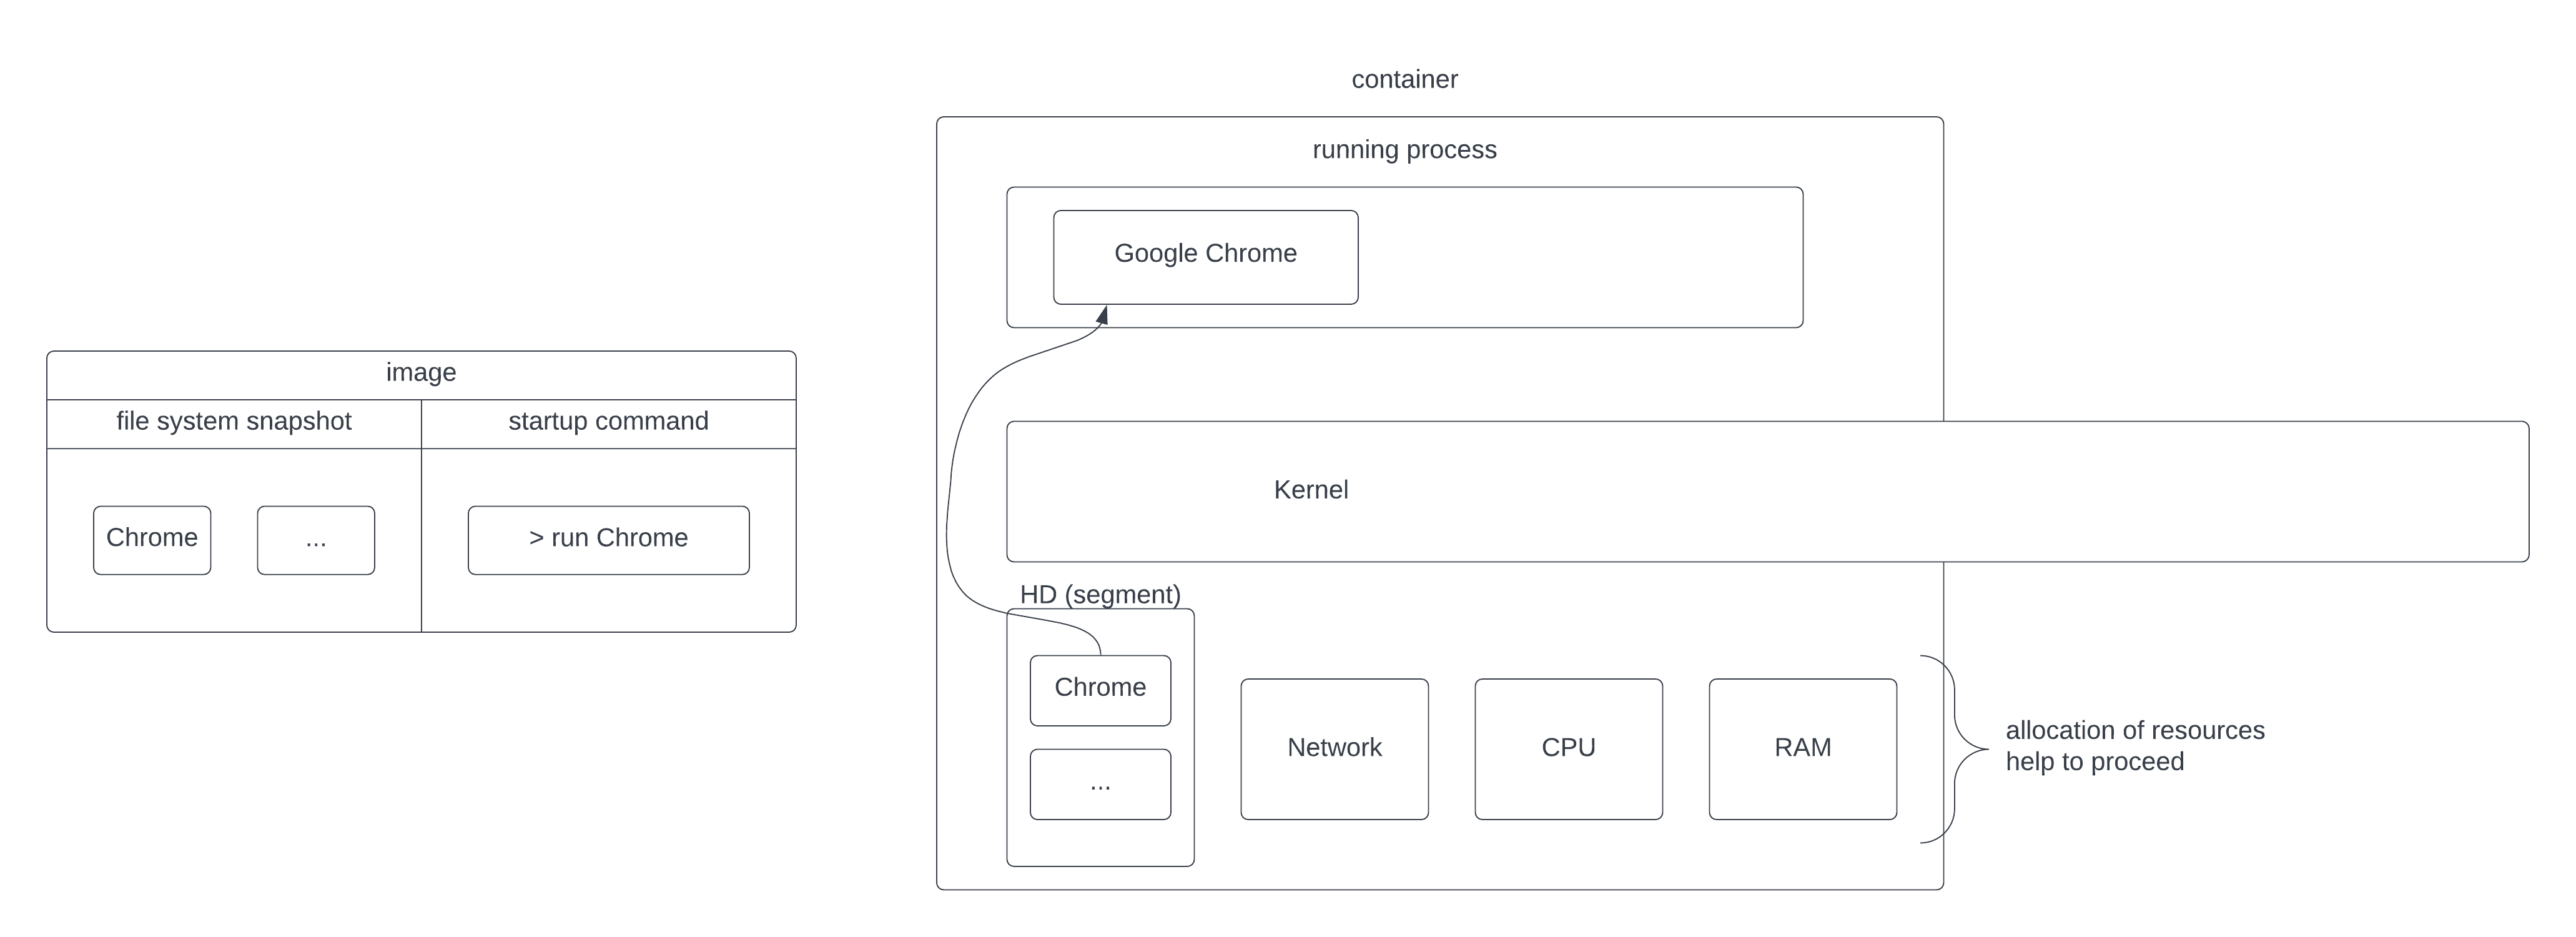 image
file system snapshot
startup command
Chrome
...
> run Chrome
container
running process
Google Chrome
Kernel
HD (segment)
Chrome
...
Network
CPU
RAM
allocation of resources
help to proceed